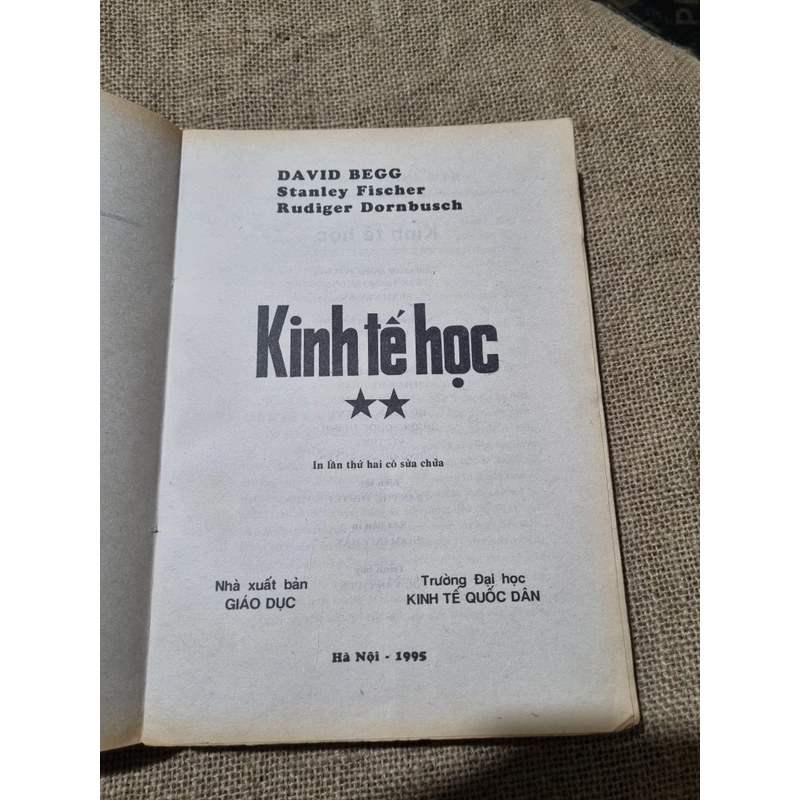 DAVID BEGG
Stanley Fischer
Rudiger Dornbusch
Kinh tế học
★★
In lần thứ hai có sửa chữa
Nhà xuất bản
GIÁO DỤC
Trường Đại học
KINH TẾ QUỐC DÂN
Hà Nội - 1995